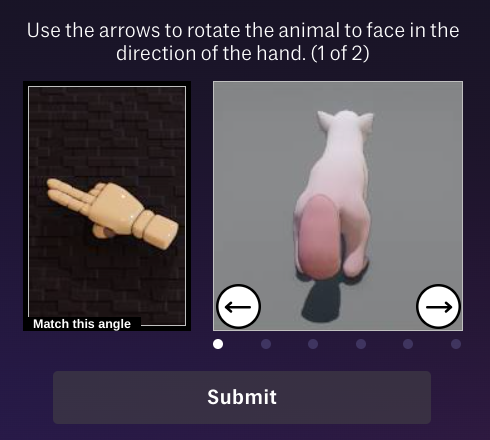 Use the arrows to rotate the animal to face in the
direction of the hand. (1 of 2)
Match this angle
Submit